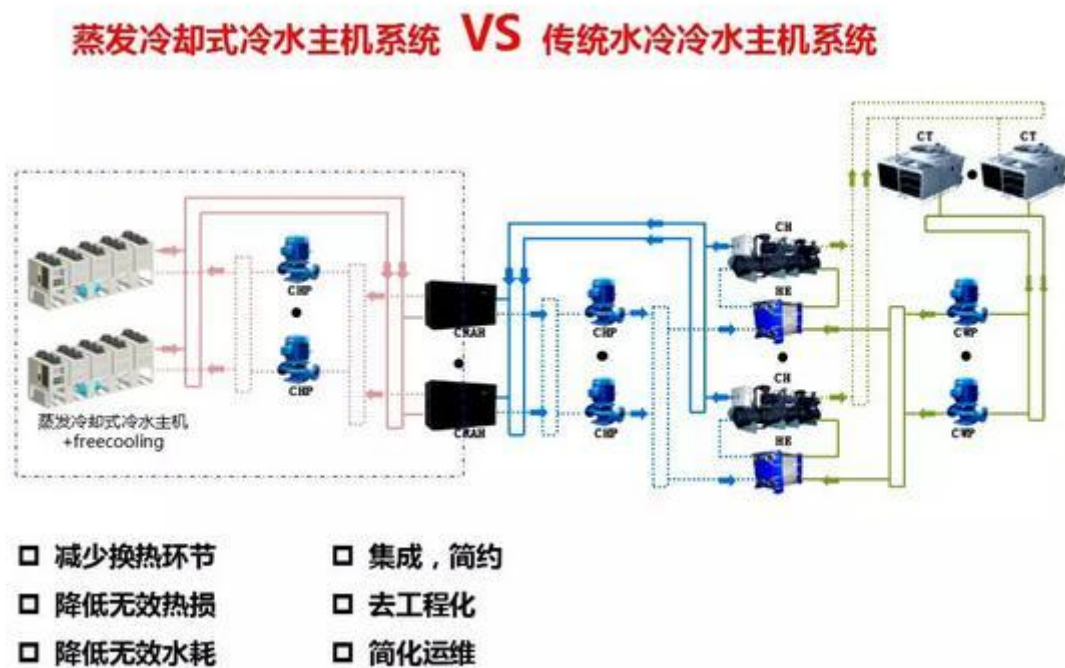 蒸发冷却式冷水主机系统 VS 传统水冷冷水主机系统
CT
CT
CH
CHP
HE
CHP
CWP
CRAH
CHP
CH
CRAH
CHP
HE
CWP
蒸发冷却式冷水主机
+freecooling
减少换热环节
集成，简约
降低无效热损
去工程化
降低无效水耗
简化运维